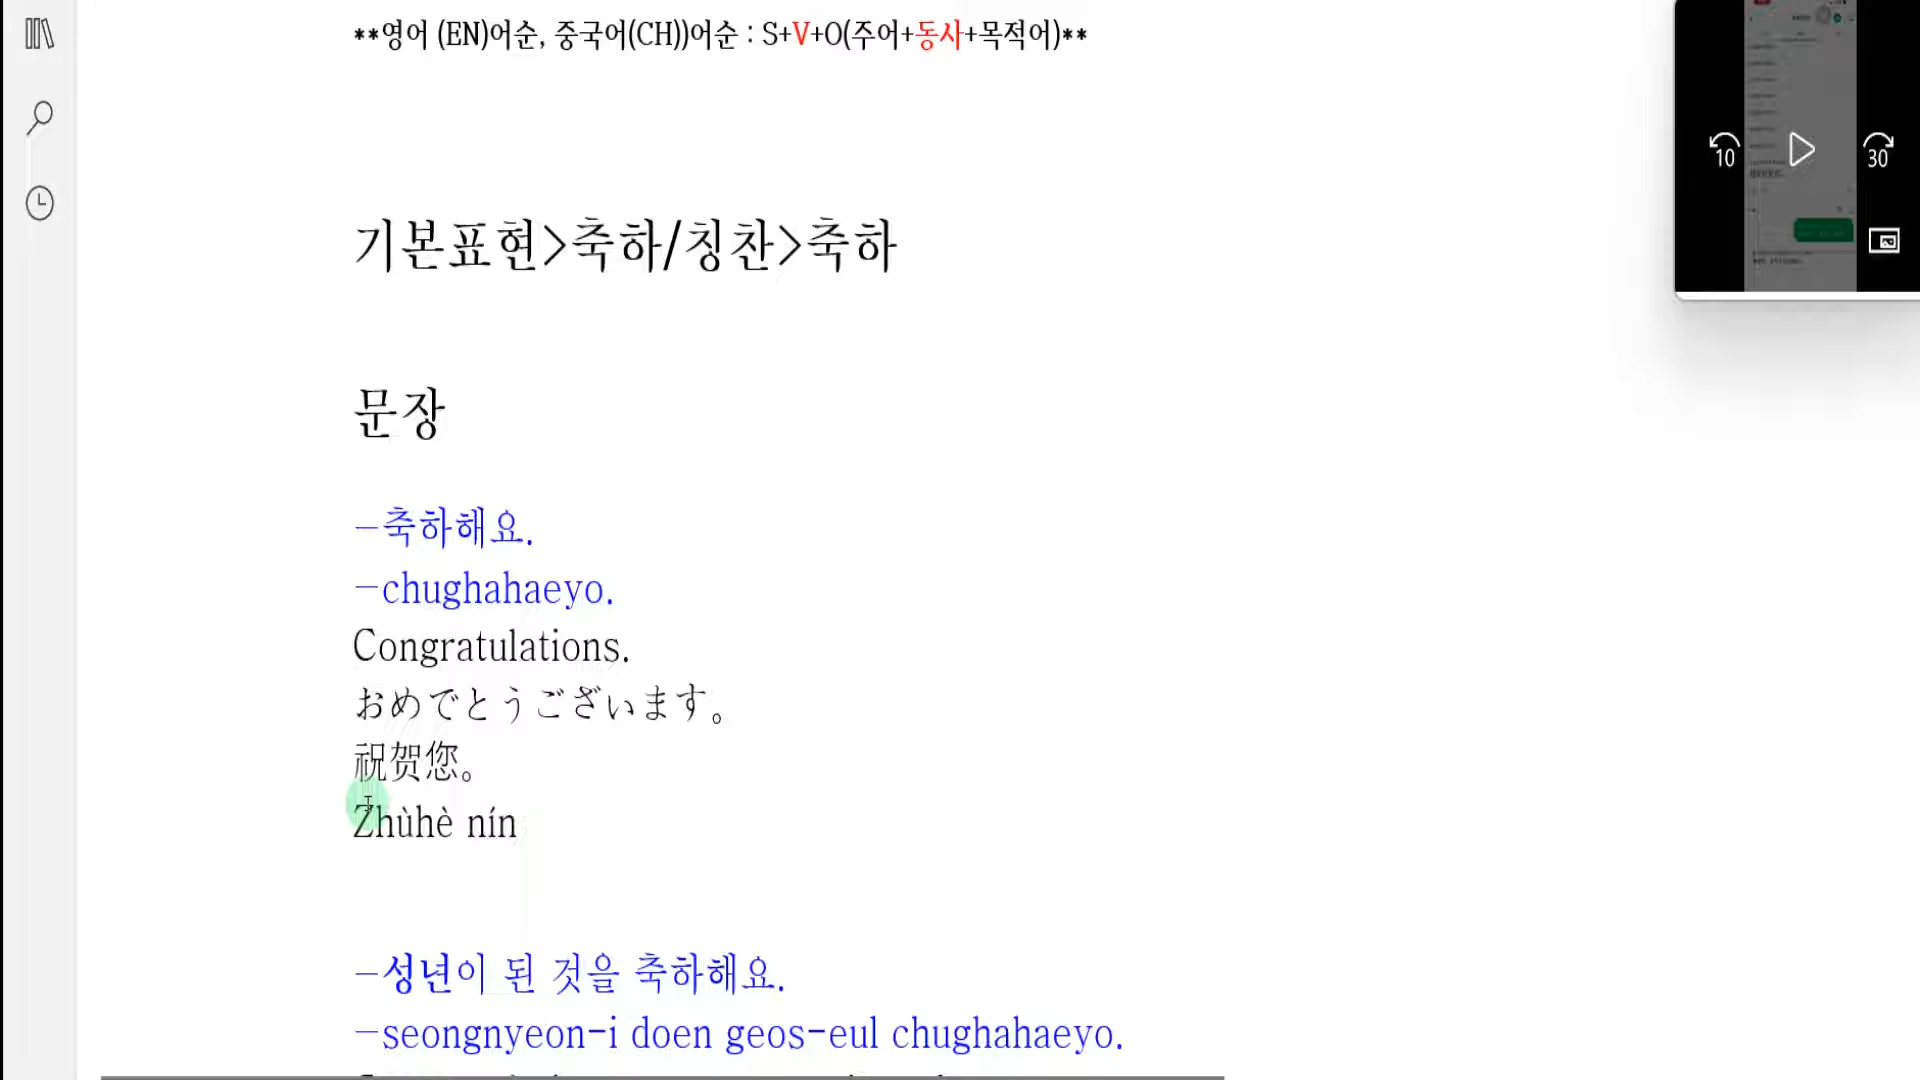 **영어 (EN)어순, 중국어(CH))어순 : S+V+O(주어+동사+목적어)**
기본표현>축하/칭찬>축하
문장
-축하해요.
-chughahaeyo.
Congratulations.
おめでとうございます。
祝贺您。
Zhùhè nín
-성년이 된 것을 축하해요.
-seongnyeon-i doen geos-eul chughahaeyo.
10
30